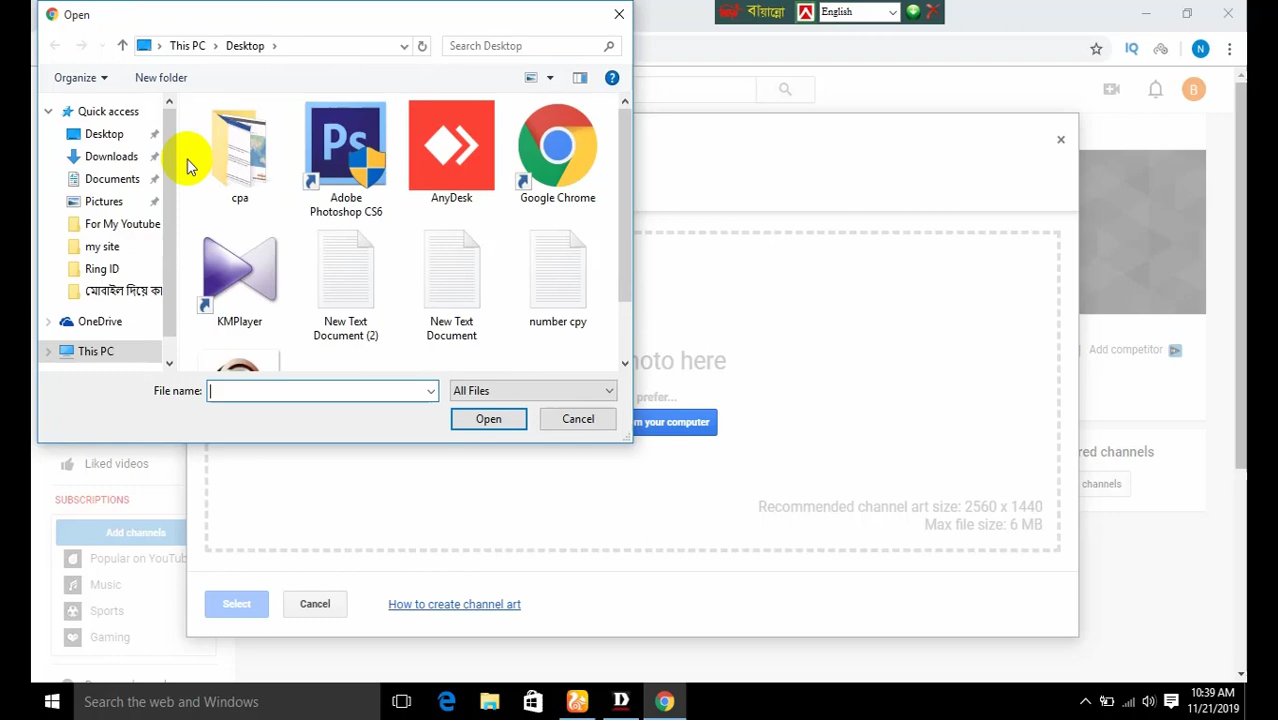 Open
বায়ান্নো
English
This PC
Desktop
Search Desktop
Organize
New folder
Quick access
Desktop
Downloads
Documents
Pictures
For My Youtube
my site
Ring ID
মোবাইল দিয়ে কা
OneDrive
This PC
Ps
cpa
Adobe
Photoshop CS6
AnyDesk
Google Chrome
KMPlayer
New Text
Document (2)
New Text
Document
number cpy
File name:
All Files
Open
Cancel
IQ
N
B
hoto here
prefer...
m your computer
Recommended channel art size: 2560 x 1440
Max file size: 6 MB
Select
Cancel
How to create channel art
Add competitor
red channels
channels
Liked videos
SUBSCRIPTIONS
Add channels
Popular on YouTub
Music
Sports
Gaming
Search the web and Windows
10:39 AM
11/21/2019